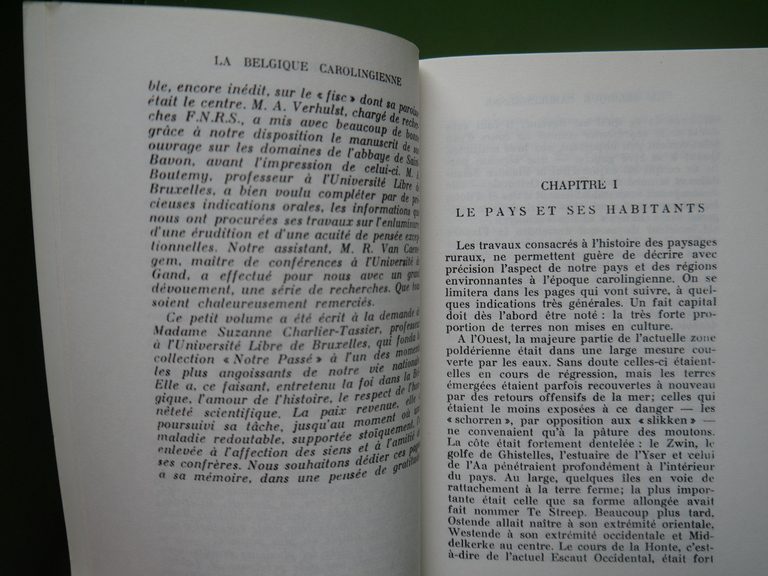 LA BELGIQUE CAROLINGIENNE
ble, encore inédit, sur le « fisc » dont sa paroisse
était le centre. M. A. Verhulst, chargé de recher-
ches F.N.R.S., a mis avec beaucoup de bonne
grâce à notre disposition le manuscrit de son
ouvrage sur les domaines de l'abbaye de Saint
Bavon, avant l'impression de celui-ci. M. A.
Boutemy, professeur à l'Université Libre de
Bruxelles, a bien voulu compléter par de pré
cieuses indications orales, les informations que
nous ont procurées ses travaux sur l'enluminure
d'une érudition et d'une acuité de pensée excep
tionnelles. Notre assistant, M. R. Van Caene
gem, maître de conférences à l'Université de
Gand, a effectué pour nous avec un grand
dévouement, une série de recherches. Que tous
soient chaleureusement remerciés.
Ce petit volume a été écrit à la demande de
Madame Suzanne Charlier-Tassier, professeur
à l'Université Libre de Bruxelles, qui fonda la
collection « Notre Passé » à l'un des moments
les plus angoissants de notre vie nationale
Elle a, ce faisant, entretenu la foi dans la Bel
gique, l'amour de l'histoire, le respect de l'hon
nêteté scientifique. La paix revenue, elle a
poursuivi sa tâche, jusqu'au moment où une
maladie redoutable, supportée stoïquement, l'a
enlevée à l'affection des siens et à l'amitié de
ses confrères. Nous souhaitons dédier ces pages
à sa mémoire, dans une pensée de gratitude
CHAPITRE I
LE PAYS ET SES HABITANTS
Les travaux consacrés à l'histoire des paysages
ruraux, ne permettent guère de décrire avec
précision l'aspect de notre pays et des régions
environnantes à l'époque carolingienne. On se
limitera dans les pages qui vont suivre, à quel-
ques indications très générales. Un fait capital
doit dès l'abord être noté : la très forte pro-
portion de terres non mises en culture.
A l'Ouest, la majeure partie de l'actuelle zone
poldérienne était dans une large mesure cou-
verte par les eaux. Sans doute celles-ci étaient-
elles en cours de régression, mais les terres
émergées étaient parfois recouvertes à nouveau
par des retours offensifs de la mer; celles qui
étaient le moins exposées à ce danger — les
« schorren », par opposition aux « slikken » —
ne convenaient qu'à la pâture des moutons.
La côte était fortement dentelée : le Zwin, le
golfe de Ghistelles, l'estuaire de l'Yser et celui
de l'Aa pénétraient profondément à l'intérieur
du pays. Au large, quelques îles en voie de
rattachement à la terre ferme; la plus impor-
tante était celle que sa forme allongée avait
fait nommer Te Streep. Beaucoup plus tard,
Ostende allait naître à son extrémité orientale,
Westende à son extrémité occidentale et Mid-
delkerke au centre. Le cours de la Honte, c'est-
à-dire de l'actuel Escaut Occidental, était fort